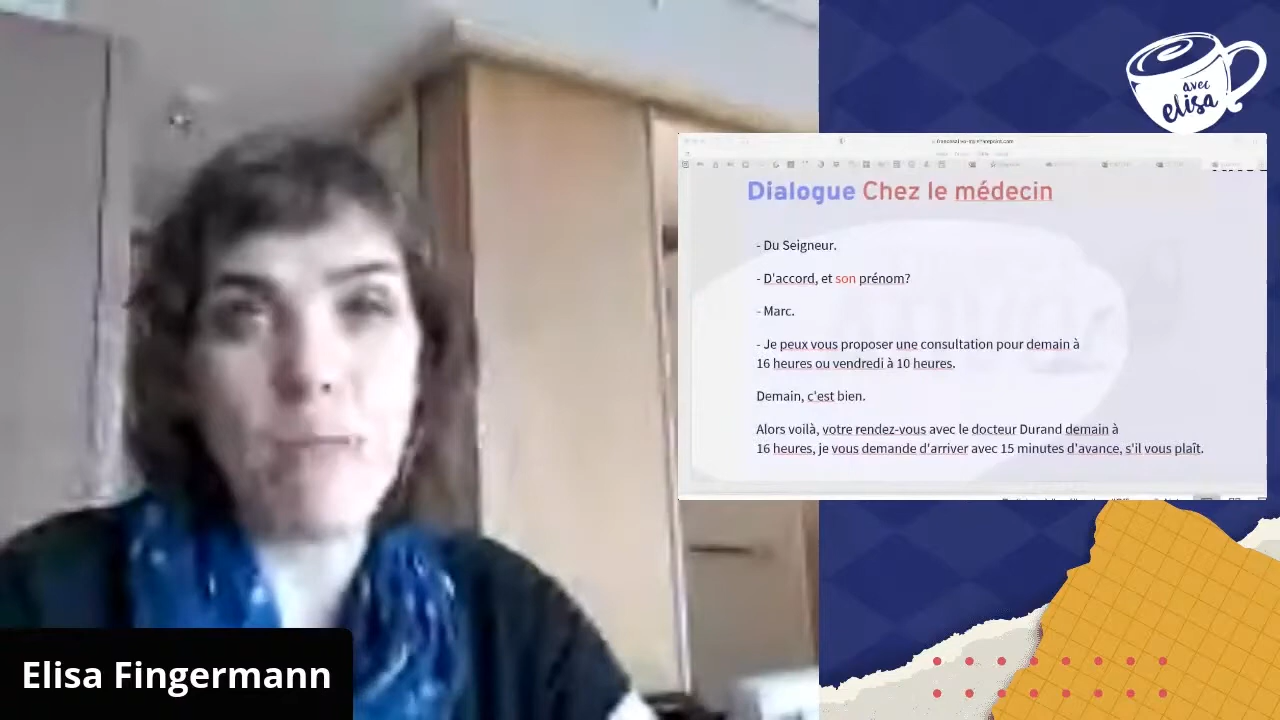 avec
elisa
Dialogue Chez le médecin
- Du Seigneur.
- D'accord, et son prénom?
- Marc.
- Je peux vous proposer une consultation pour demain à
16 heures ou vendredi à 10 heures.
Demain, c'est bien.
Alors voilà, votre rendez-vous avec le docteur Durand demain à
16 heures, je vous demande d'arriver avec 15 minutes d'avance, s'il vous plaît.
Elisa Fingermann